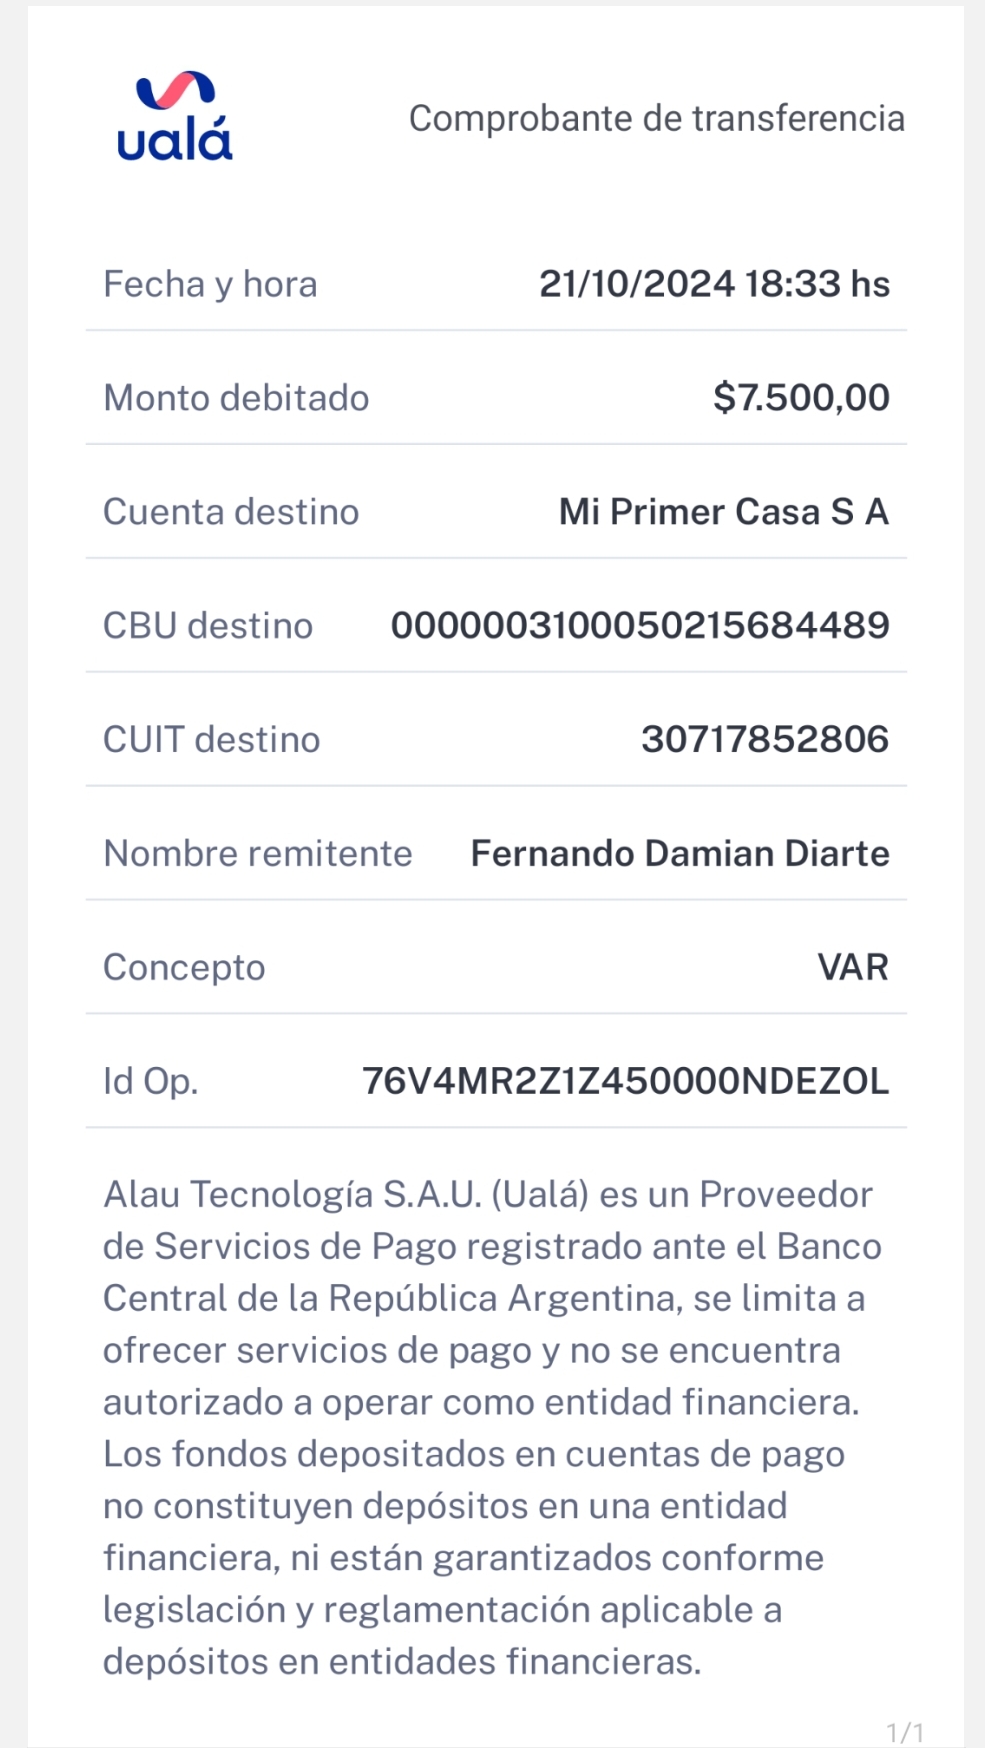 ualá
Comprobante de transferencia
Fecha y hora 21/10/2024 18:33 hs
Monto debitado $7.500,00
Cuenta destino Mi Primer Casa S A
CBU destino 0000003100050215684489
CUIT destino 30717852806
Nombre remitente Fernando Damian Diarte
Concepto VAR
Id Op. 76V4MR2Z1Z450000NDEZOL
Alau Tecnología S.A.U. (Ualá) es un Proveedor
de Servicios de Pago registrado ante el Banco
Central de la República Argentina, se limita a
ofrecer servicios de pago y no se encuentra
autorizado a operar como entidad financiera.
Los fondos depositados en cuentas de pago
no constituyen depósitos en una entidad
financiera, ni están garantizados conforme
legislación y reglamentación aplicable a
depósitos en entidades financieras.
1/1